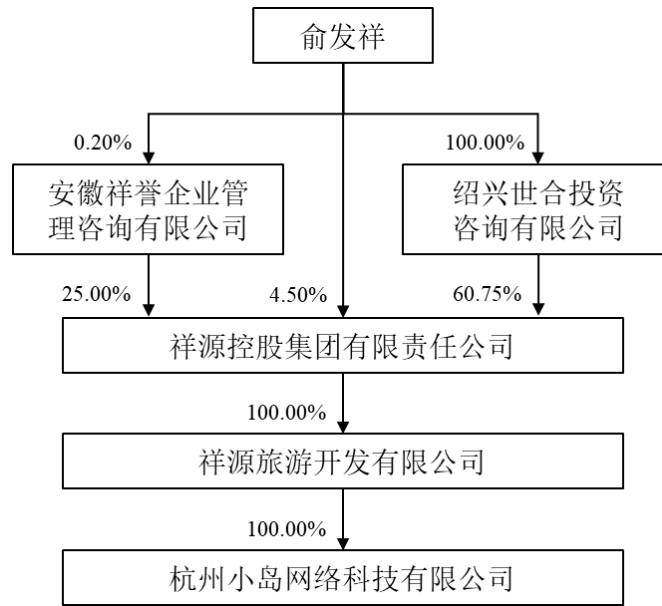 俞发祥
0.20%
100.00%
安徽祥誉企业管
理咨询有限公司
绍兴世合投资
咨询有限公司
25.00%
4.50%
60.75%
祥源控股集团有限责任公司
100.00%
祥源旅游开发有限公司
100.00%
杭州小岛网络科技有限公司